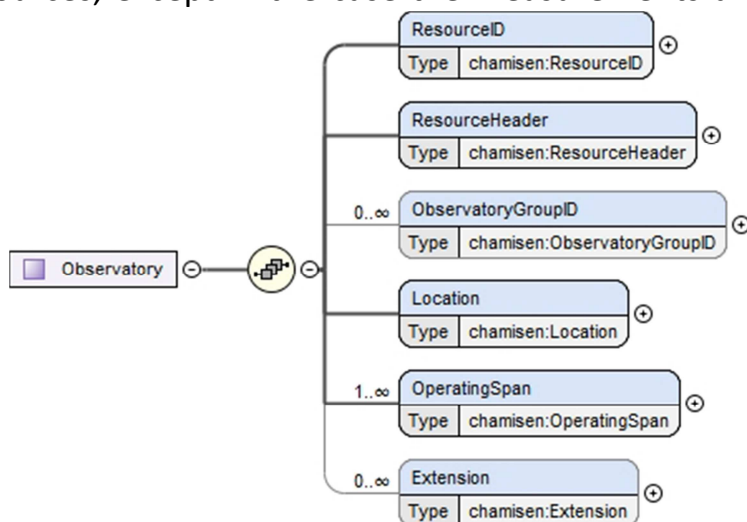 ResourceID
Type chamisen:ResourceID
ResourceHeader
Type chamisen:ResourceHeader
0..∞ ObservatoryGroupID
Type chamisen:ObservatoryGroupID
Observatory
Location
Type chamisen:Location
1..∞ OperatingSpan
Type chamisen:OperatingSpan
0..∞ Extension
Type chamisen:Extension